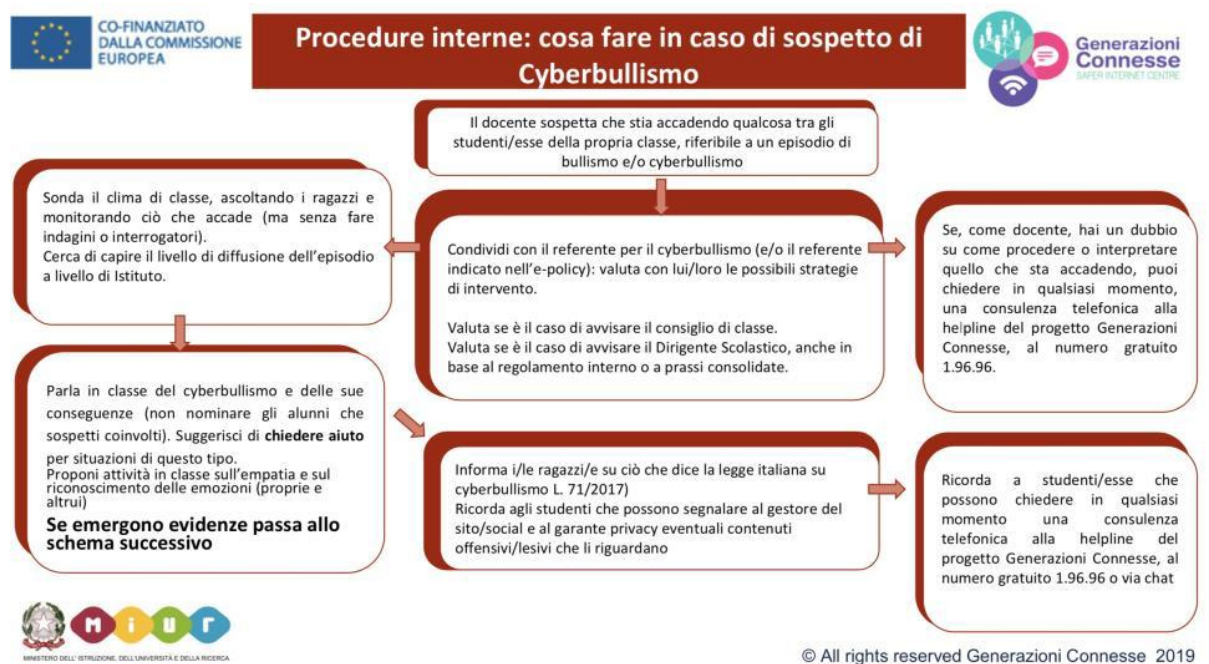 CO-FINANZIATO
DALLA COMMISSIONE
EUROPEA
Procedure interne: cosa fare in caso di sospetto di
Cyberbullismo
Generazioni
Connesse
SAFER INTERNET CENTRE
Il docente sospetta che stia accadendo qualcosa tra gli
studenti/esse della propria classe, riferibile a un episodio di
bullismo e/o cyberbullismo
Sonda il clima di classe, ascoltando i ragazzi e
monitorando ciò che accade (ma senza fare
indagini o interrogatori).
Cerca di capire il livello di diffusione dell'episodio
a livello di Istituto.
Condividi con il referente per il cyberbullismo (e/o il referente
indicato nell'e-policy): valuta con lui/loro le possibili strategie
di intervento.
Valuta se è il caso di avvisare il consiglio di classe.
Valuta se è il caso di avvisare il Dirigente Scolastico, anche in
base al regolamento interno o a prassi consolidate.
Se, come docente, hai un dubbio
su come procedere o interpretare
quello che sta accadendo, puoi
chiedere in qualsiasi momento,
una consulenza telefonica alla
helpline del progetto Generazioni
Connesse, al numero gratuito
1.96.96.
Parla in classe del cyberbullismo e delle sue
conseguenze (non nominare gli alunni che
sospetti coinvolti). Suggerisci di chiedere aiuto
per situazioni di questo tipo.
Proponi attività in classe sull'empatia e sul
riconoscimento delle emozioni (proprie e
altrui)
Se emergono evidenze passa allo
schema successivo
Informa i/le ragazzi/e su ciò che dice la legge italiana su
cyberbullismo L. 71/2017)
Ricorda agli studenti che possono segnalare al gestore del
sito/social e al garante privacy eventuali contenuti
offensivi/lesivi che li riguardano
Ricorda a studenti/esse che
possono chiedere in qualsiasi
momento una consulenza
telefonica alla helpline del
progetto Generazioni Connesse, al
numero gratuito 1.96.96 o via chat
miur
MINISTERO DELL' ISTRUZIONE, DELL'UNIVERSITÀ E DELLA RICERCA
© All rights reserved Generazioni Connesse 2019